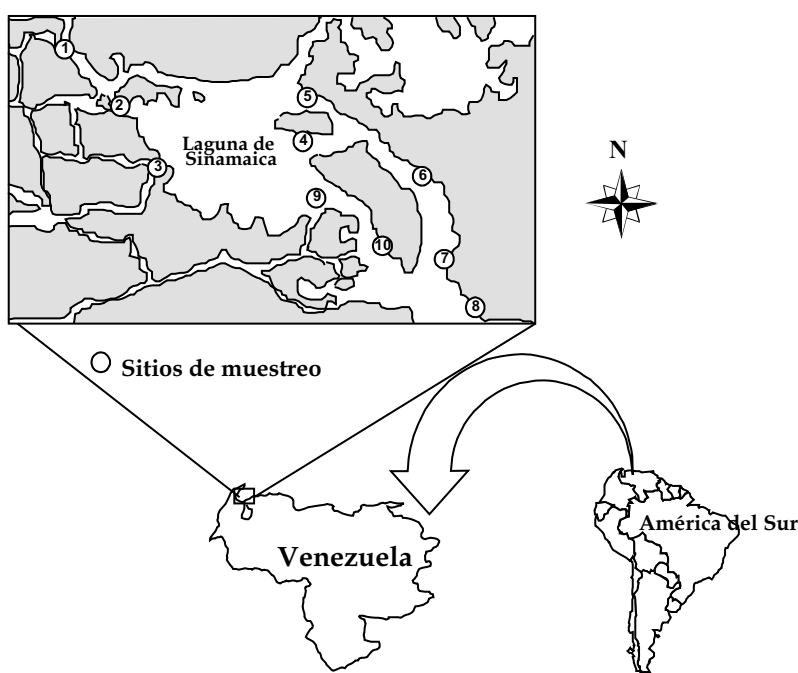 1
2
5
Laguna de
Sinamaica
4
3
6
9
10
7
8
N
Sitios de muestreo
América del Sur
Venezuela